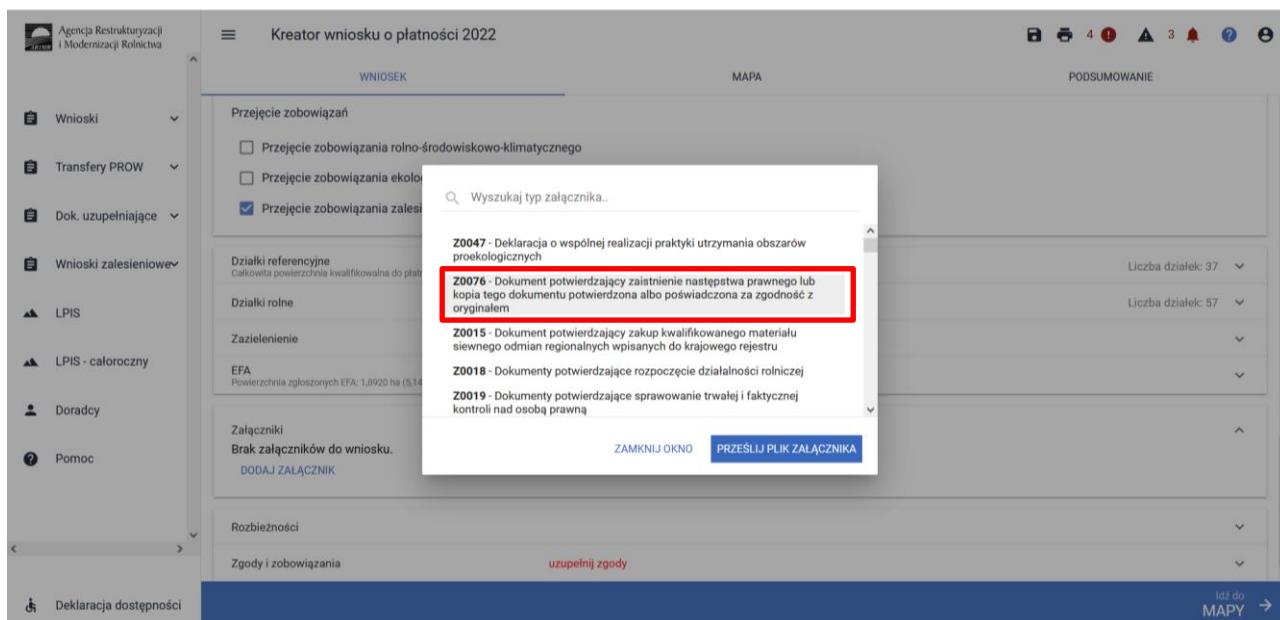 Agencja Restrukturyzacji
i Modernizacji Rolnictwa
Kreator wniosku o płatności 2022
4
3
WNIOSEK
MAPA
PODSUMOWANIE
Wnioski
Transfery PROW
Dok. uzupełniające
Wnioski zalesieniowe
LPIS
LPIS - całoroczny
Doradcy
Pomoc
Deklaracja dostępności
Przejęcie zobowiązań
Przejęcie zobowiązania rolno-środowiskowo-klimatycznego
Przejęcie zobowiązania ekolo
Przejęcie zobowiązania zalesi
Działki referencyjne
Liczba działek: 37
Całkowita powierzchnia kwalifikowalna do płatn
Działki rolne
Liczba działek: 57
Zazielenienie
EFA
Powierzchnia zgłoszonych EFA: 1,8920 ha (5,14
Załączniki
Brak załączników do wniosku.
DODAJ ZAŁĄCZNIK
Rozbieżności
Zgody i zobowiązania
uzupełnij zgody
Idź do
MAPY
Wyszukaj typ załącznika..
Z0047 - Deklaracja o wspólnej realizacji praktyki utrzymania obszarów
proekologicznych
Z0076 - Dokument potwierdzający zaistnienie następstwa prawnego lub
kopia tego dokumentu potwierdzona albo poświadczona za zgodność z
oryginałem
Z0015 - Dokument potwierdzający zakup kwalifikowanego materiału
siewnego odmian regionalnych wpisanych do krajowego rejestru
Z0018 - Dokumenty potwierdzające rozpoczęcie działalności rolniczej
Z0019 - Dokumenty potwierdzające sprawowanie trwałej i faktycznej
kontroli nad osobą prawną
ZAMKNIJ OKNO
PRZEŚLIJ PLIK ZAŁĄCZNIKA